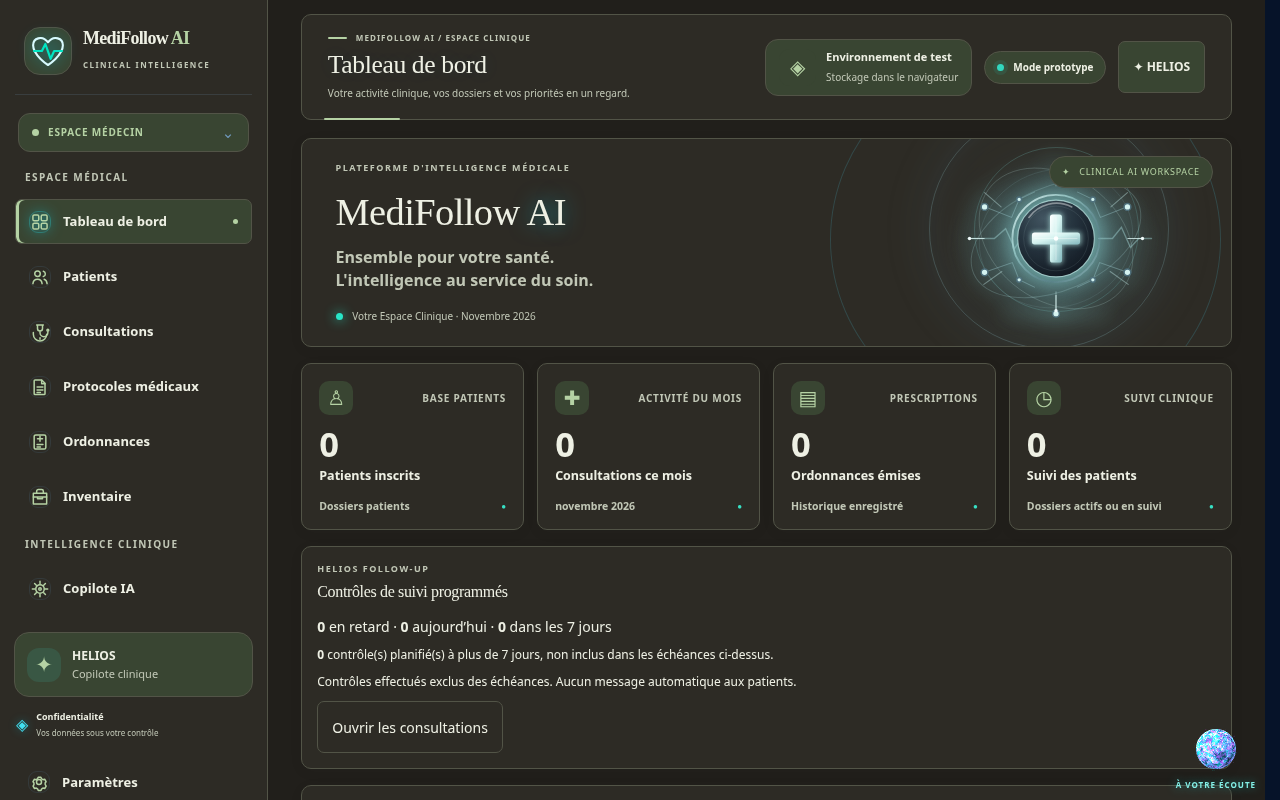 MediFollow AI
CLINICAL INTELLIGENCE
ESPACE MÉDECIN
ESPACE MÉDICAL
Tableau de bord
Patients
Consultations
Protocoles médicaux
Ordonnances
Inventaire
INTELLIGENCE CLINIQUE
Copilote IA
HELIOS
Copilote clinique
Confidentialité
Vos données sous votre contrôle
Paramètres
MEDIFOLLOW AI / ESPACE CLINIQUE
Tableau de bord
Votre activité clinique, vos dossiers et vos priorités en un regard.
Environnement de test
Stockage dans le navigateur
Mode prototype
✦ HELIOS
PLATEFORME D'INTELLIGENCE MÉDICALE
MediFollow AI
Ensemble pour votre santé.
L'intelligence au service du soin.
Votre Espace Clinique · Novembre 2026
✦ CLINICAL AI WORKSPACE
BASE PATIENTS
0
Patients inscrits
Dossiers patients
ACTIVITÉ DU MOIS
0
Consultations ce mois
novembre 2026
PRESCRIPTIONS
0
Ordonnances émises
Historique enregistré
SUIVI CLINIQUE
0
Suivi des patients
Dossiers actifs ou en suivi
HELIOS FOLLOW-UP
Contrôles de suivi programmés
0 en retard · 0 aujourd’hui · 0 dans les 7 jours
0 contrôle(s) planifié(s) à plus de 7 jours, non inclus dans les échéances ci-dessus.
Contrôles effectués exclus des échéances. Aucun message automatique aux patients.
Ouvrir les consultations
À VOTRE ÉCOUTE